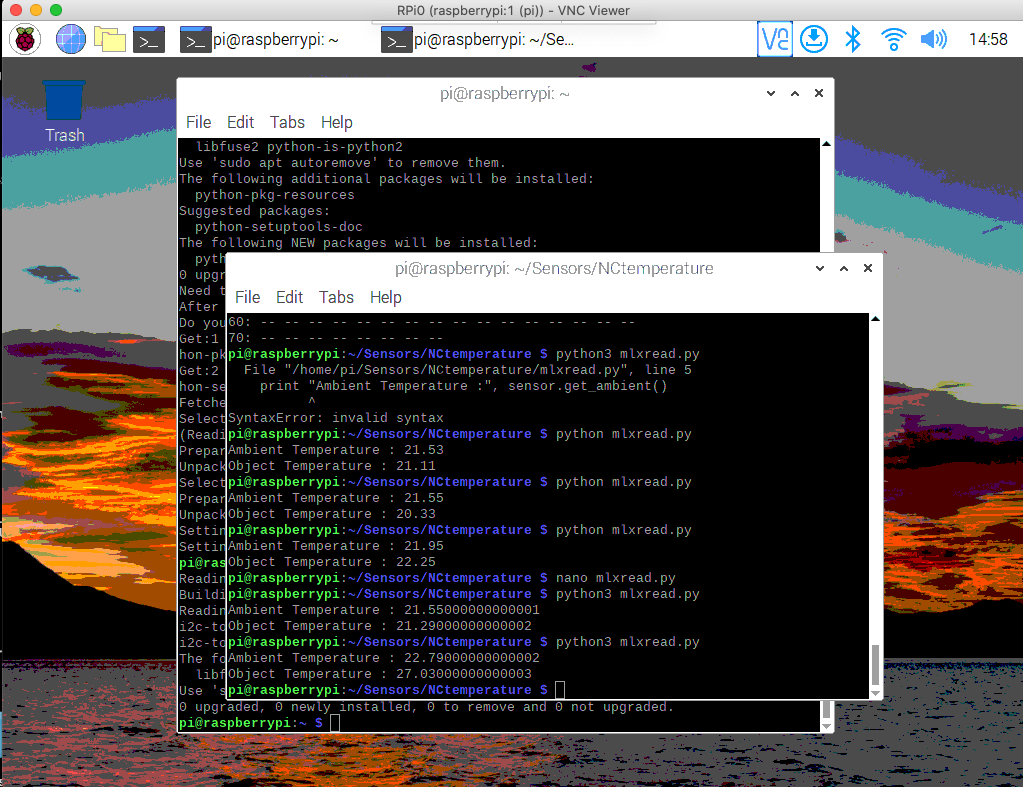 RPi0 (raspberrypi:1 (pi)) - VNC Viewer
pi@raspberrypi: ~
pi@raspberrypi: ~/Se...
14:58
Trash
pi@raspberrypi: ~
File Edit Tabs Help
libfuse2 python-is-python2
Use 'sudo apt autoremove' to remove them.
The following additional packages will be installed:
python-pkg-resources
Suggested packages:
python-setuptools-doc
The following NEW packages will be installed:
pyth
0 upgr
Need t
After
Do you
Get:1
hon-pk
Get:2
hon-se
Fetche
Select
(Readi
Prepar
Unpack
Select
Prepar
Unpack
Settin
Settin
pi@ras
Readin
Buildi
Readin
i2c-to
i2c-to
The fo
libf
Use 's
0 upgraded, 0 newly installed, 0 to remove and 0 not upgraded.
pi@raspberrypi:~ $
pi@raspberrypi: ~/Sensors/NCtemperature
File Edit Tabs Help
60: -- -- -- -- -- -- -- -- -- -- -- -- -- -- -- --
70: -- -- -- -- -- -- -- --
pi@raspberrypi:~/Sensors/NCtemperature $ python3 mlxread.py
File "/home/pi/Sensors/NCtemperature/mlxread.py", line 5
print "Ambient Temperature :", sensor.get_ambient()
^
SyntaxError: invalid syntax
pi@raspberrypi:~/Sensors/NCtemperature $ python mlxread.py
Ambient Temperature : 21.53
Object Temperature : 21.11
pi@raspberrypi:~/Sensors/NCtemperature $ python mlxread.py
Ambient Temperature : 21.55
Object Temperature : 20.33
pi@raspberrypi:~/Sensors/NCtemperature $ python mlxread.py
Ambient Temperature : 21.95
Object Temperature : 22.25
pi@raspberrypi:~/Sensors/NCtemperature $ nano mlxread.py
pi@raspberrypi:~/Sensors/NCtemperature $ python3 mlxread.py
Ambient Temperature : 21.55000000000001
Object Temperature : 21.29000000000002
pi@raspberrypi:~/Sensors/NCtemperature $ python3 mlxread.py
Ambient Temperature : 22.79000000000002
Object Temperature : 27.03000000000003
pi@raspberrypi:~/Sensors/NCtemperature $